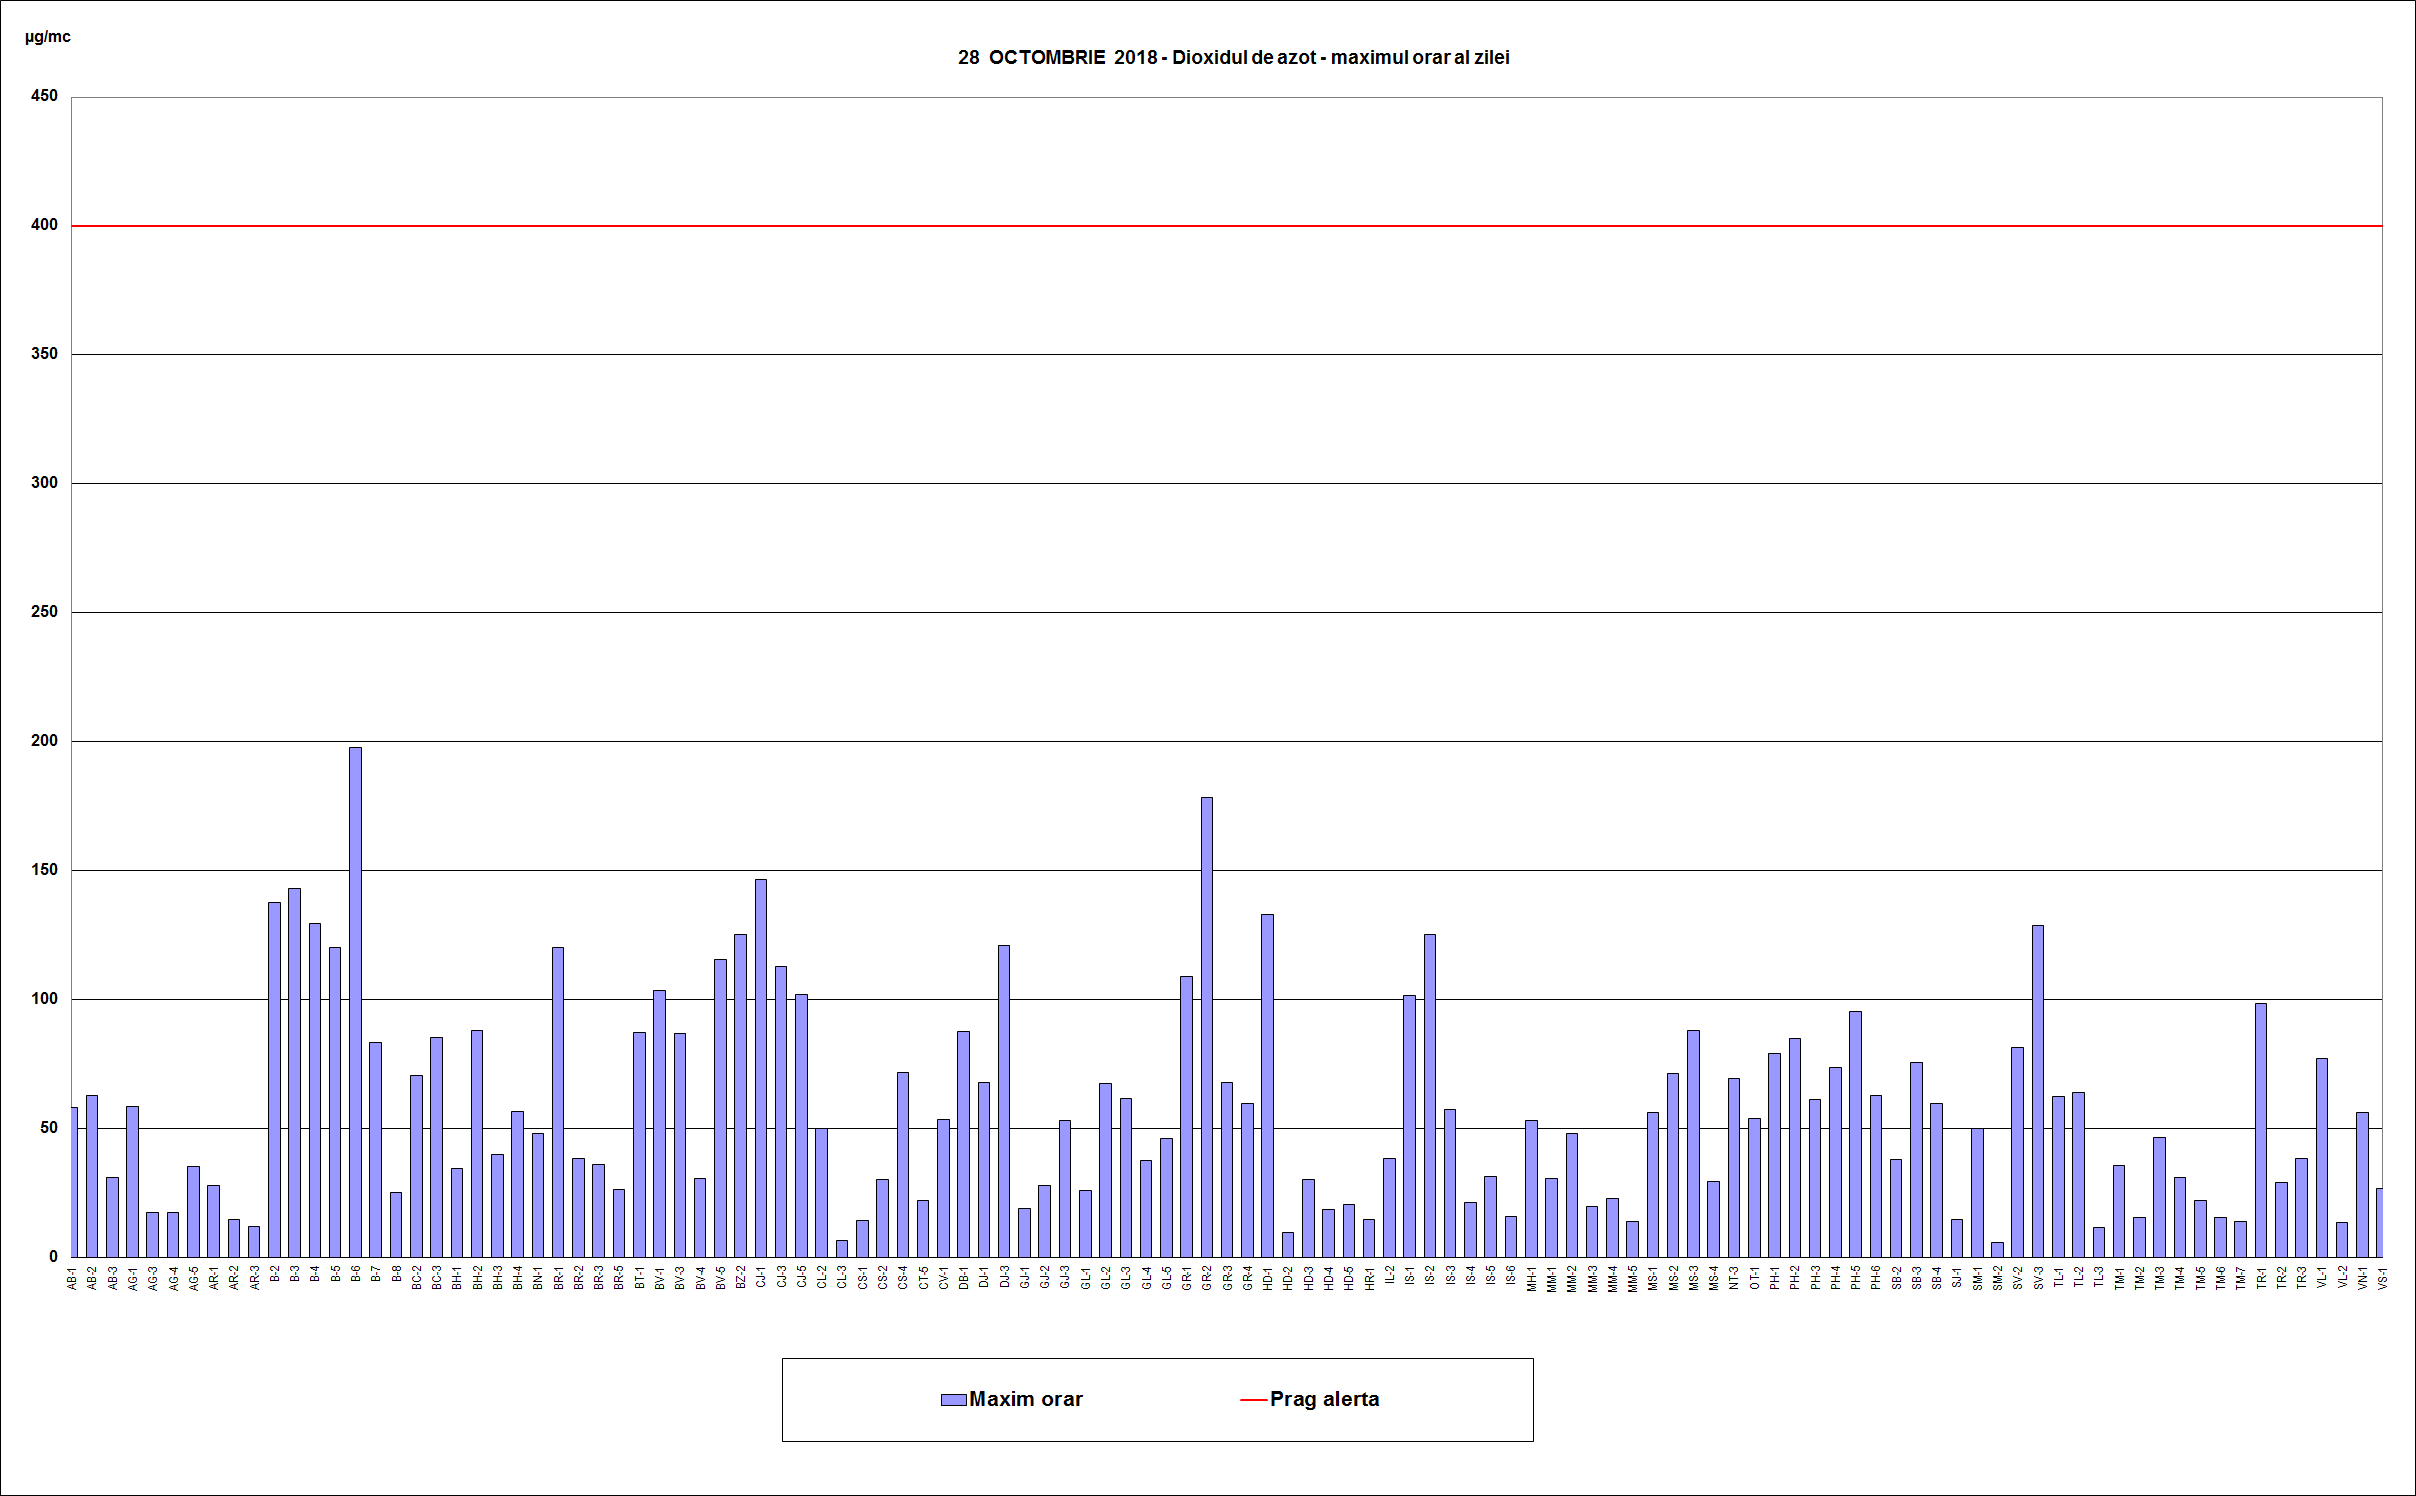 µg/mc
28 OCTOMBRIE 2018 - Dioxidul de azot - maximul orar al zilei
450
400
350
300
250
200
150
100
50
0
AB-1 AB-2 AB-3 AG-1 AG-3 AG-4 AG-5 AR-1 AR-2 AR-3 B-2 B-3 B-4 B-5 B-6 B-7 B-8 BC-2 BC-3 BH-1 BH-2 BH-3 BH-4 BN-1 BR-1 BR-2 BR-3 BR-5 BT-1 BV-1 BV-3 BV-4 BV-5 BZ-2 CJ-1 CJ-3 CJ-5 CL-2 CL-3 CS-1 CS-2 CS-4 CT-5 CV-1 DB-1 DJ-1 DJ-3 GJ-1 GJ-2 GJ-3 GL-1 GL-2 GL-3 GL-4 GL-5 GR-1 GR-2 GR-3 GR-4 HD-1 HD-2 HD-3 HD-4 HD-5 HR-1 IL-2 IS-1 IS-2 IS-3 IS-4 IS-5 IS-6 MH-1 MM-1 MM-2 MM-3 MM-4 MM-5 MS-1 MS-2 MS-3 MS-4 NT-3 OT-1 PH-1 PH-2 PH-3 PH-4 PH-5 PH-6 SB-2 SB-3 SB-4 SJ-1 SM-1 SM-2 SV-2 SV-3 TL-1 TL-2 TL-3 TM-1 TM-2 TM-3 TM-4 TM-5 TM-6 TM-7 TR-1 TR-2 TR-3 VL-1 VL-2 VN-1 VS-1
Maxim orar
Prag alerta